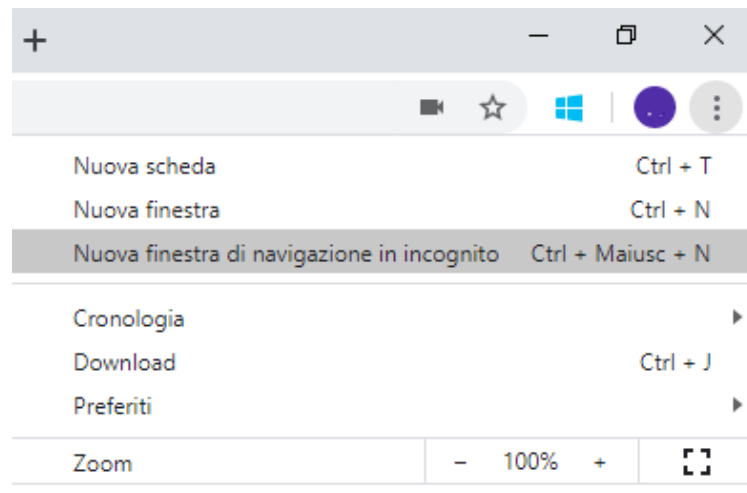 Nuova scheda Ctrl + T
Nuova finestra Ctrl + N
Nuova finestra di navigazione in incognito Ctrl + Maiusc + N
Cronologia
Download Ctrl + J
Preferiti
Zoom - 100% +